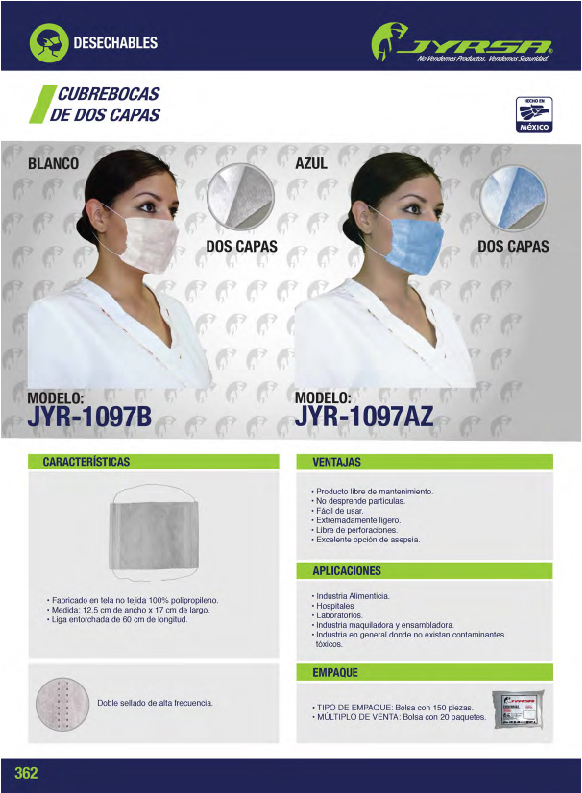 DESECHABLES
JYRSA®
No Vendemos Productos. Vendemos Seguridad.
CUBREBOCAS
DE DOS CAPAS
HECHO EN
MÉXICO
BLANCO
DOS CAPAS
AZUL
DOS CAPAS
MODELO:
JYR-1097B
MODELO:
JYR-1097AZ
CARACTERÍSTICAS
• Fabricado en tela no tejida 100% polipropileno.
• Medida: 12.5 cm de ancho x 17 cm de largo.
• Liga entorchada de 60 cm de longitud.
Doble sellado de alta frecuencia.
VENTAJAS
• Producto libre de mantenimiento.
• No desprende partículas.
• Fácil de usar.
• Extremadamente ligero.
• Libre de perforaciones.
• Excelente opción de asepsia.
APLICACIONES
• Industria Alimenticia.
• Hospitales
• Laboratorios.
• Industria maquiladora y ensambladora
• Industria en general donde no existan contaminantes
tóxicos.
EMPAQUE
• TIPO DE EMPAQUE: Bolsa con 150 piezas.
• MÚLTIPLO DE VENTA: Bolsa con 20 paquetes.
JYRSA
362